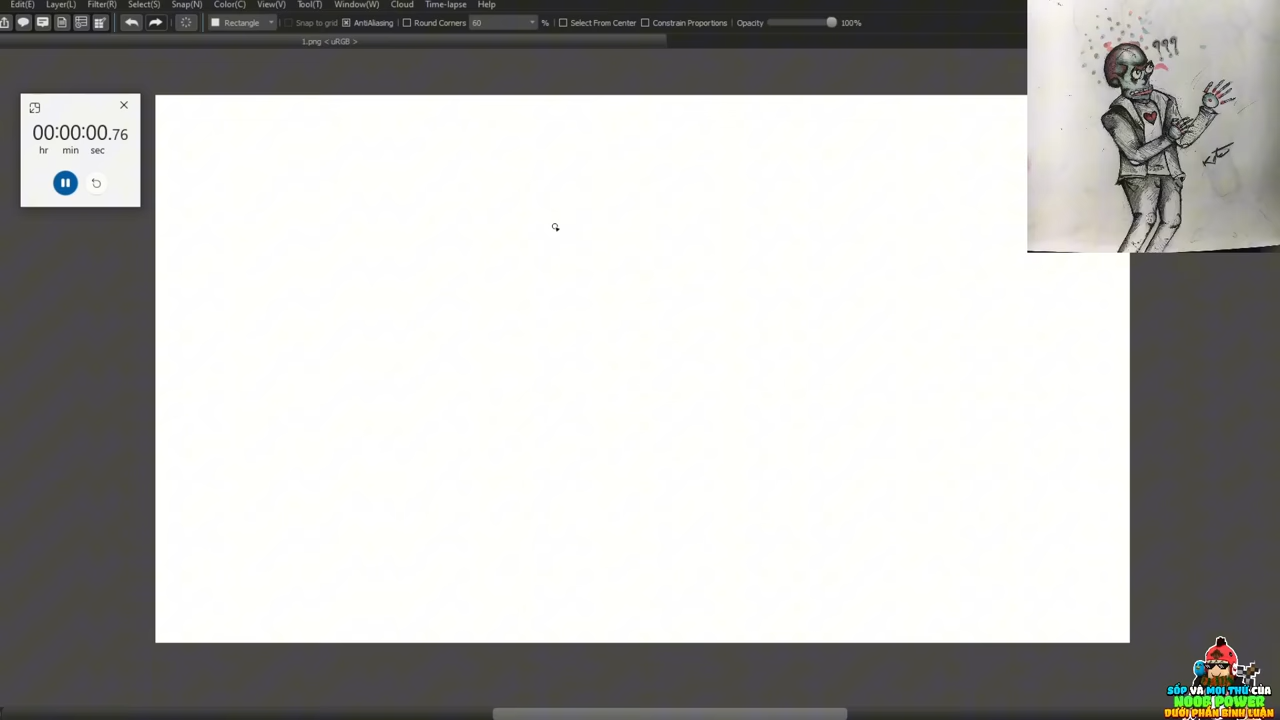 Edit(E) Layer(L) Filter(R) Select(S) Snap(N) Color(C) View(V) Tool(T) Window(W) Cloud Time-lapse Help
Rectangle Snap to grid AntiAliasing Round Corners 60 % Select From Center Constrain Proportions Opacity 100%
1.png < uRGB >
???
00:00:00.76
hr min sec
SỐP VÀ MỌI THỨ CỦA
NOOB POWER
DƯỚI PHẦN BÌNH LUẬN